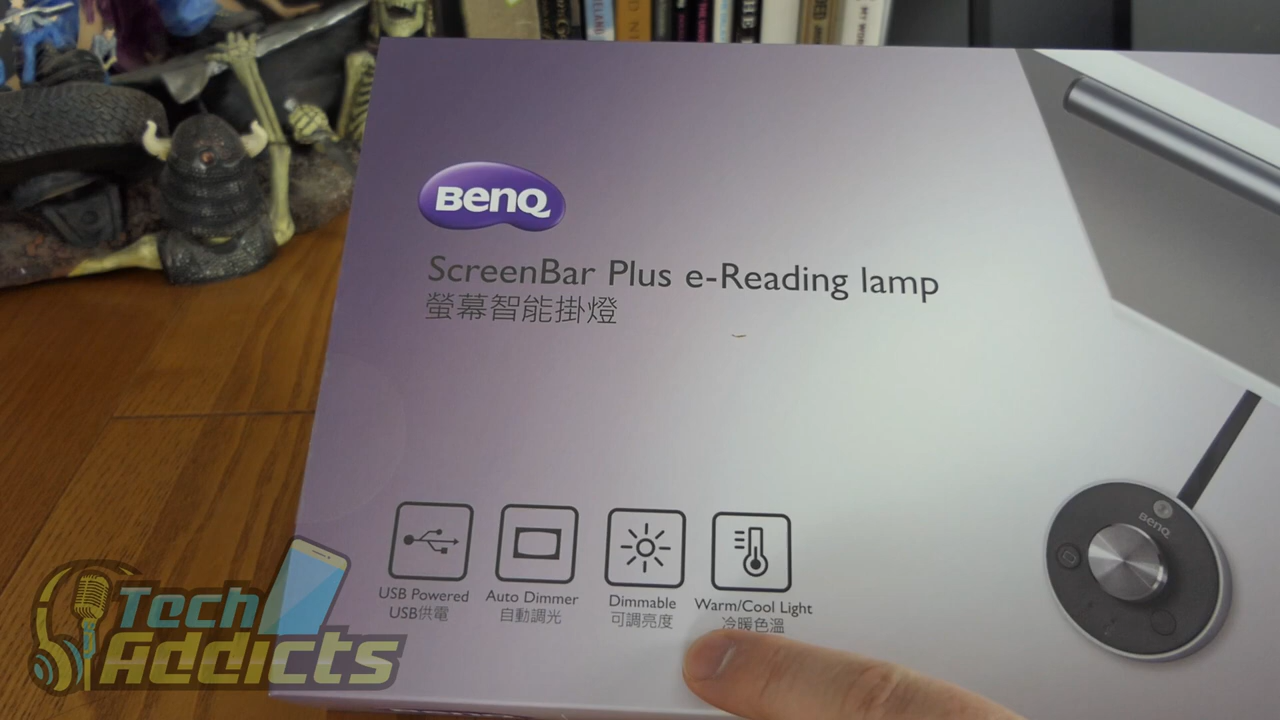 BenQ
ScreenBar Plus e-Reading lamp
螢幕智能掛燈
USB Powered
USB供電
Auto Dimmer
自動調光
Dimmable
可調亮度
Warm/Cool Light
冷暖色溫
BenQ
Tech
Addicts